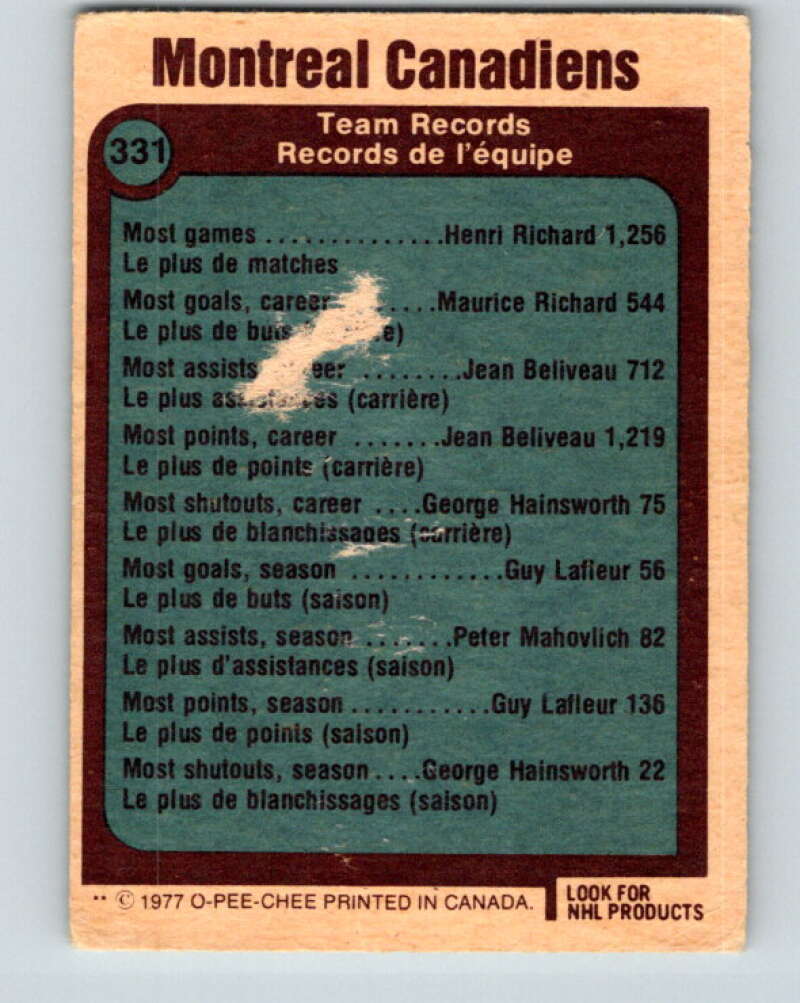 Montreal Canadiens
331
Team Records
Records de l'équipe
Most games ..............Henri Richard 1,256
Le plus de matches
Most goals, career ....Maurice Richard 544
Le plus de buts e)
Most assists eer ........Jean Beliveau 712
Le plus (carrière)
Most points, career .......Jean Beliveau 1,219
Le plus de points (carrière)
Most shutouts, career ....George Hainsworth 75
Le plus de blanchissages (carrière)
Most goals, season ............Guy Lafleur 56
Le plus de buts (saison)
Most assists, season .......Peter Mahovlich 82
Le plus d'assistances (saison)
Most points, season ...........Guy Lafleur 136
Le plus de points (saison)
Most shutouts, season....George Hainsworth 22
Le plus de blanchissages (saison)
** © 1977 O-PEE-CHEE PRINTED IN CANADA.
LOOK FOR
NHL PRODUCTS